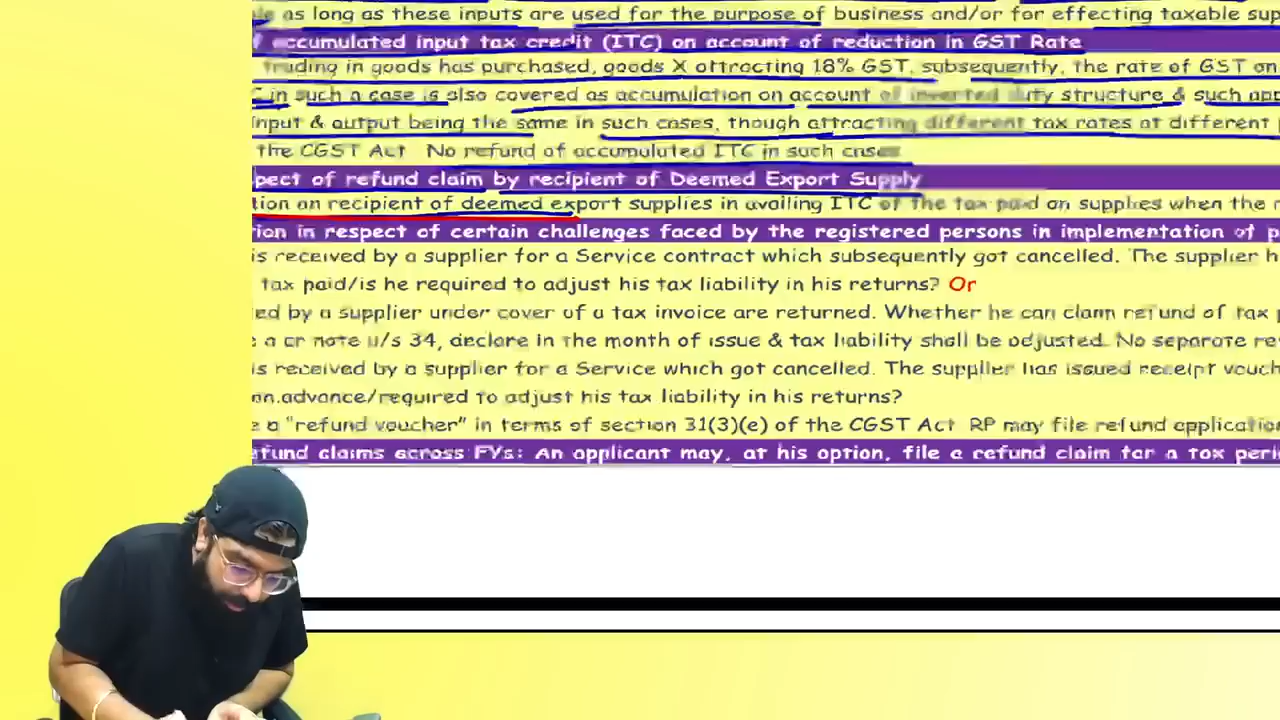 as long as these inputs are used for the purpose of business and/or for effecting taxable sup
accumulated input tax credit (ITC) on account of reduction in GST Rate
trading in goods has purchased, goods X attracting 18% GST, subsequently, the rate of GST on
in such a case is also covered as accumulation on account of inverted duty structure & such app
input & output being the same in such cases, though attracting different tax rates at different
the CGST Act No refund of accumulated ITC in such cases
pect of refund claim by recipient of Deemed Export Supply
tion on recipient of deemed export supplies in availing ITC of the tax paid on supplies when the r
ion in respect of certain challenges faced by the registered persons in implementation of p
is received by a supplier for a Service contract which subsequently got cancelled. The supplier h
tax paid/is he required to adjust his tax liability in his returns? Or
ed by a supplier under cover of a tax invoice are returned. Whether he can claim refund of tax p
a cr note u/s 34, declare in the month of issue & tax liability shall be adjusted. No separate re
is received by a supplier for a Service which got cancelled. The supplier has issued receipt vouch
on advance/required to adjust his tax liability in his returns?
e a "refund voucher" in terms of section 31(3)(e) of the CGST Act RP may file refund application
efund claims across FYs: An applicant may, at his option, file a refund claim for a tax peri